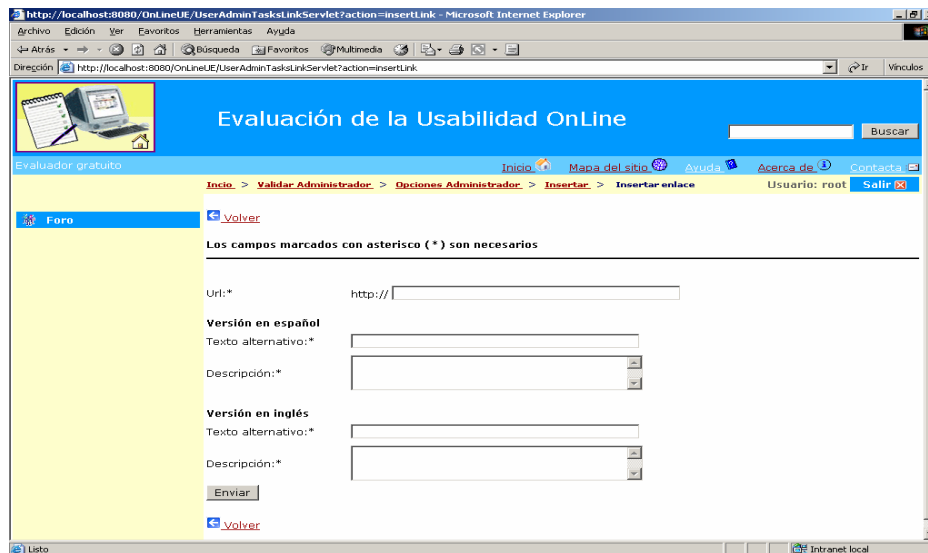 http://localhost:8080/OnLineUE/UserAdminTasksLinkServlet?action=insertLink - Microsoft Internet Explorer
Archivo Edición Ver Favoritos Herramientas Ayuda
Atrás Búsqueda Favoritos Multimedia
Dirección http://localhost:8080/OnLineUE/UserAdminTasksLinkServlet?action=insertLink Ir Vínculos
Evaluación de la Usabilidad OnLine
Buscar
Evaluador gratuito Inicio Mapa del sitio Ayuda Acerca de Contacta
Incio > Validar Administrador > Opciones Administrador > Insertar > Insertar enlace Usuario: root Salir
Foro
Volver
Los campos marcados con asterisco (*) son necesarios
Url:* http://
Versión en español
Texto alternativo:*
Descripción:*
Versión en inglés
Texto alternativo:*
Descripción:*
Enviar
Volver
Listo Intranet local